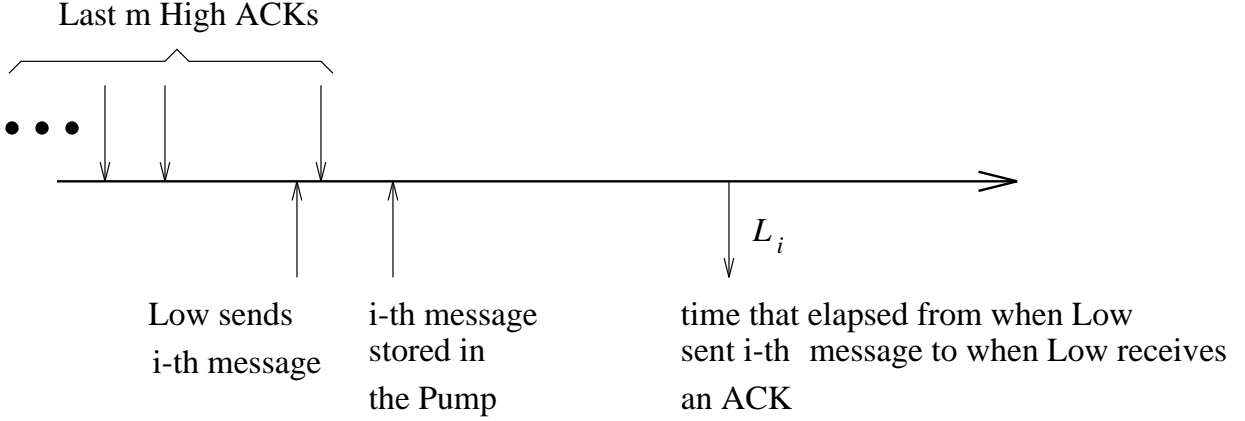 Last m High ACKs
L i
Low sends
i-th message
i-th message
stored in
the Pump
time that elapsed from when Low
sent i-th message to when Low receives
an ACK